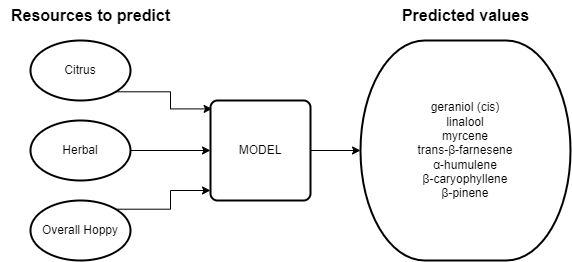 Resources to predict
Predicted values
Citrus
Herbal
Overall Hoppy
MODEL
geraniol (cis)
linalool
myrcene
trans-β-farnesene
α-humulene
β-caryophyllene
β-pinene